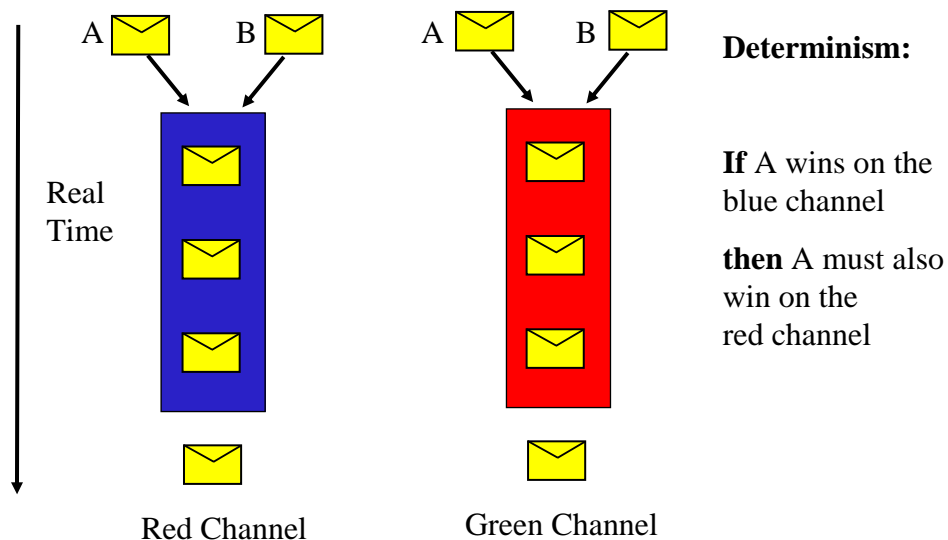 A
B
A
B
Determinism:
Real
Time
If A wins on the
blue channel
then A must also
win on the
red channel
Red Channel
Green Channel